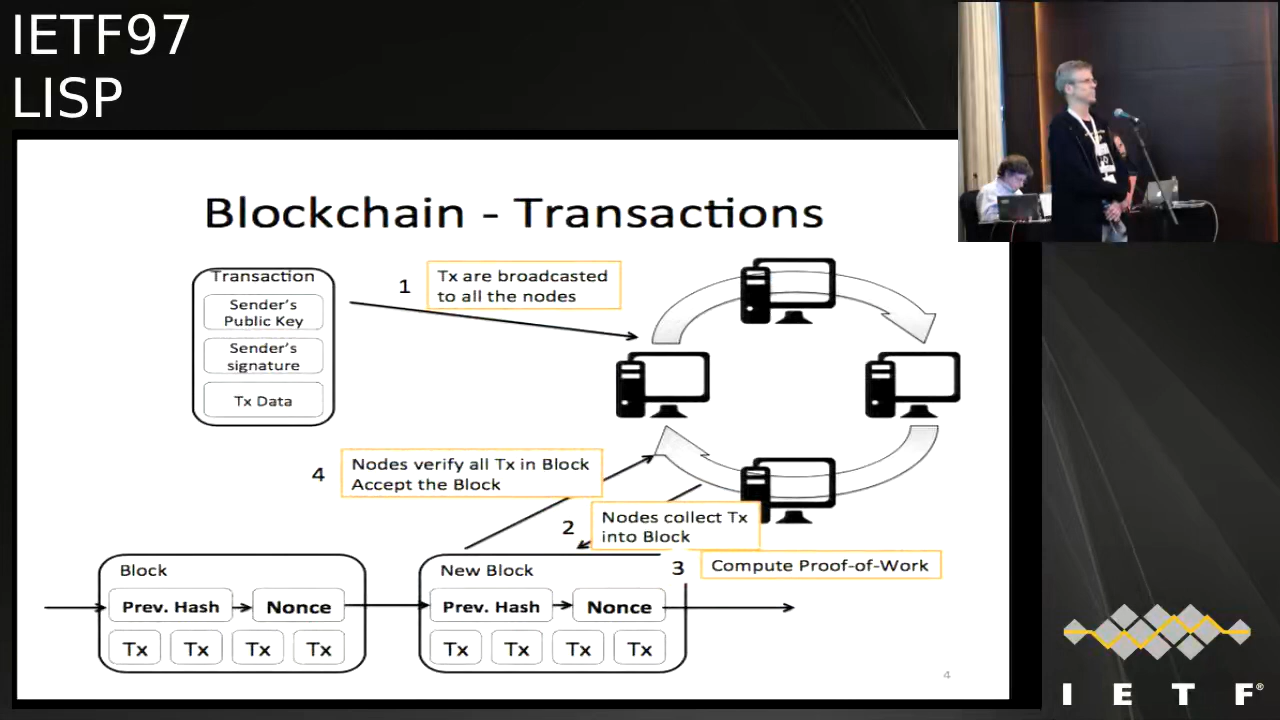 IETF97
LISP
Blockchain - Transactions
Transaction
Sender's
Public Key
Sender's
signature
Tx Data
1
Tx are broadcasted
to all the nodes
4
Nodes verify all Tx in Block
Accept the Block
2
Nodes collect Tx
into Block
3
Compute Proof-of-Work
Block
Prev. Hash
Nonce
Tx
Tx
Tx
Tx
New Block
Prev. Hash
Nonce
Tx
Tx
Tx
Tx
4
I E T F®